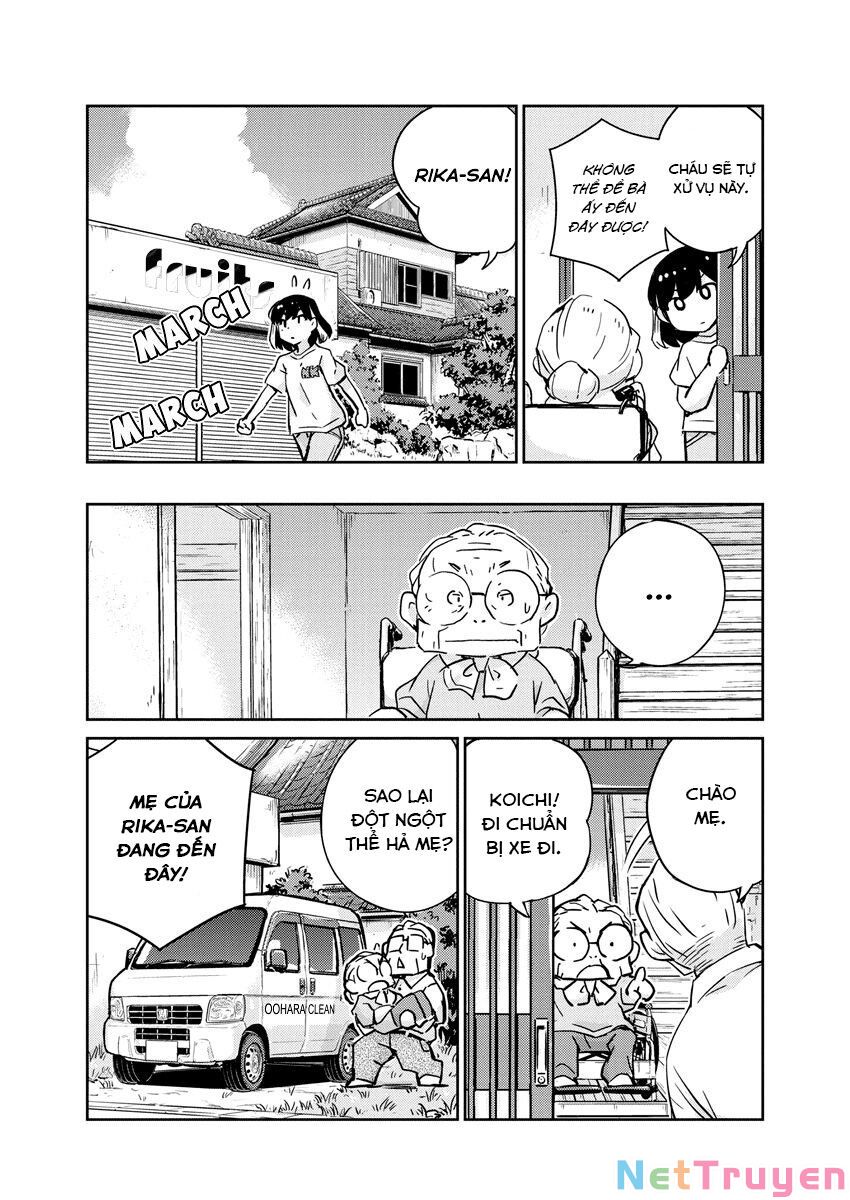 CHÁU SẼ TỰ
XỬ VỤ NÀY.
KHÔNG
THỂ ĐỂ BÀ
ẤY ĐẾN
ĐÂY ĐƯỢC!
RIKA-SAN!
fruits
MARCH
MARCH
...
CHÀO
MẸ.
KOICHI!
ĐI CHUẨN
BỊ XE ĐI.
SAO LẠI
ĐỘT NGỘT
THẾ HẢ MẸ?
MẸ CỦA
RIKA-SAN
ĐANG ĐẾN
ĐÂY!
OOHARA CLEAN
NETTRUYEN